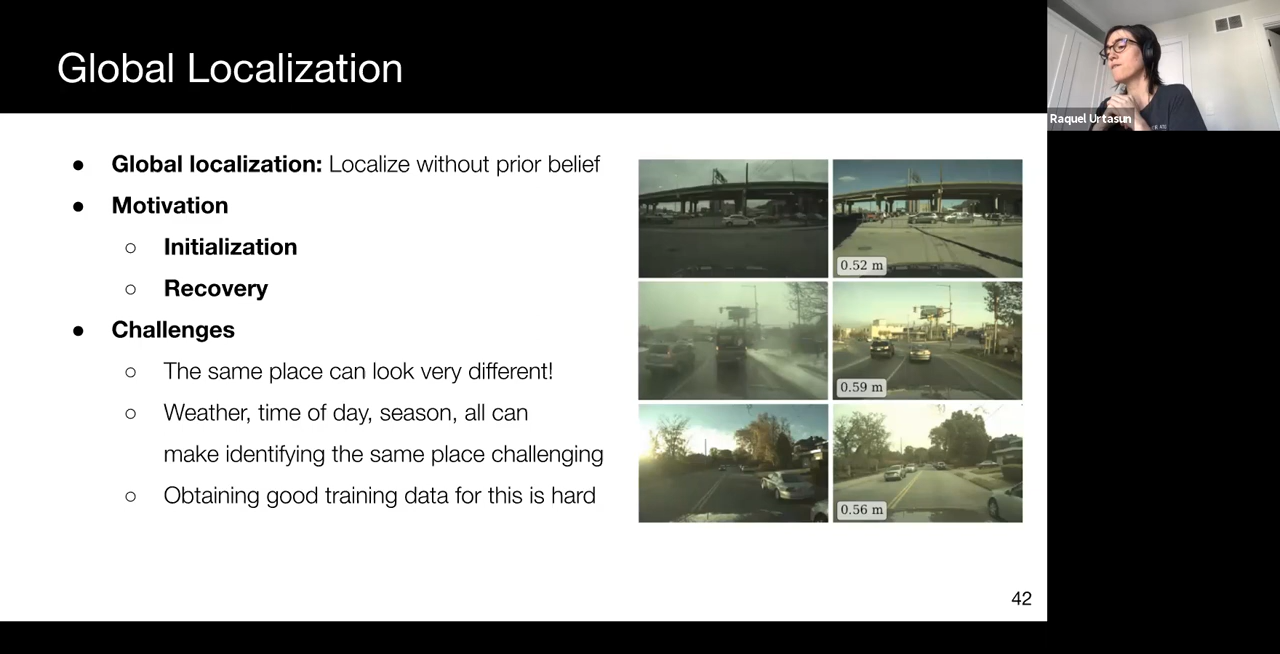 Global Localization
Raquel Urtasun
● Global localization: Localize without prior belief
● Motivation
○ Initialization
○ Recovery
● Challenges
○ The same place can look very different!
○ Weather, time of day, season, all can
make identifying the same place challenging
○ Obtaining good training data for this is hard
0.52 m
0.59 m
0.56 m
42